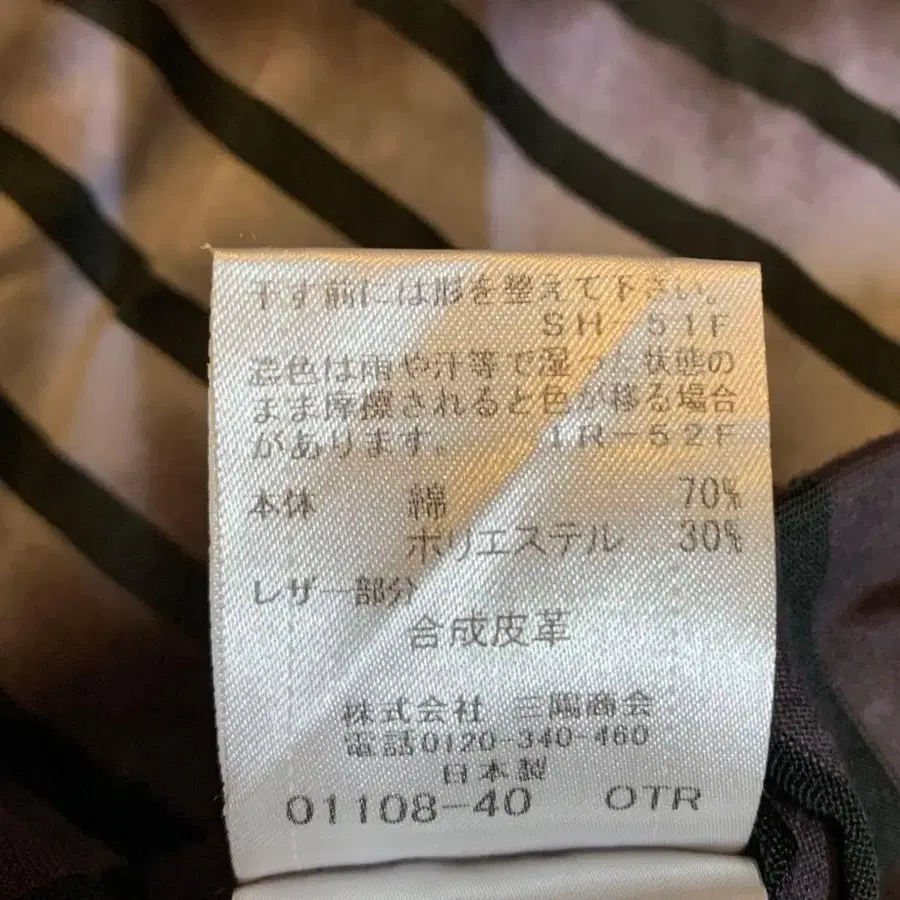 干す前には形を整えて下さい。
SH-51F
濃色は雨や汗等で湿った状態の
まま摩擦されると色が移る場合
があります。 TR-52F
本体 綿 70%
ポリエステル 30%
レザー部分
合成皮革
株式会社 三陽商会
電話0120-340-460
日本製
01108-40 OTR